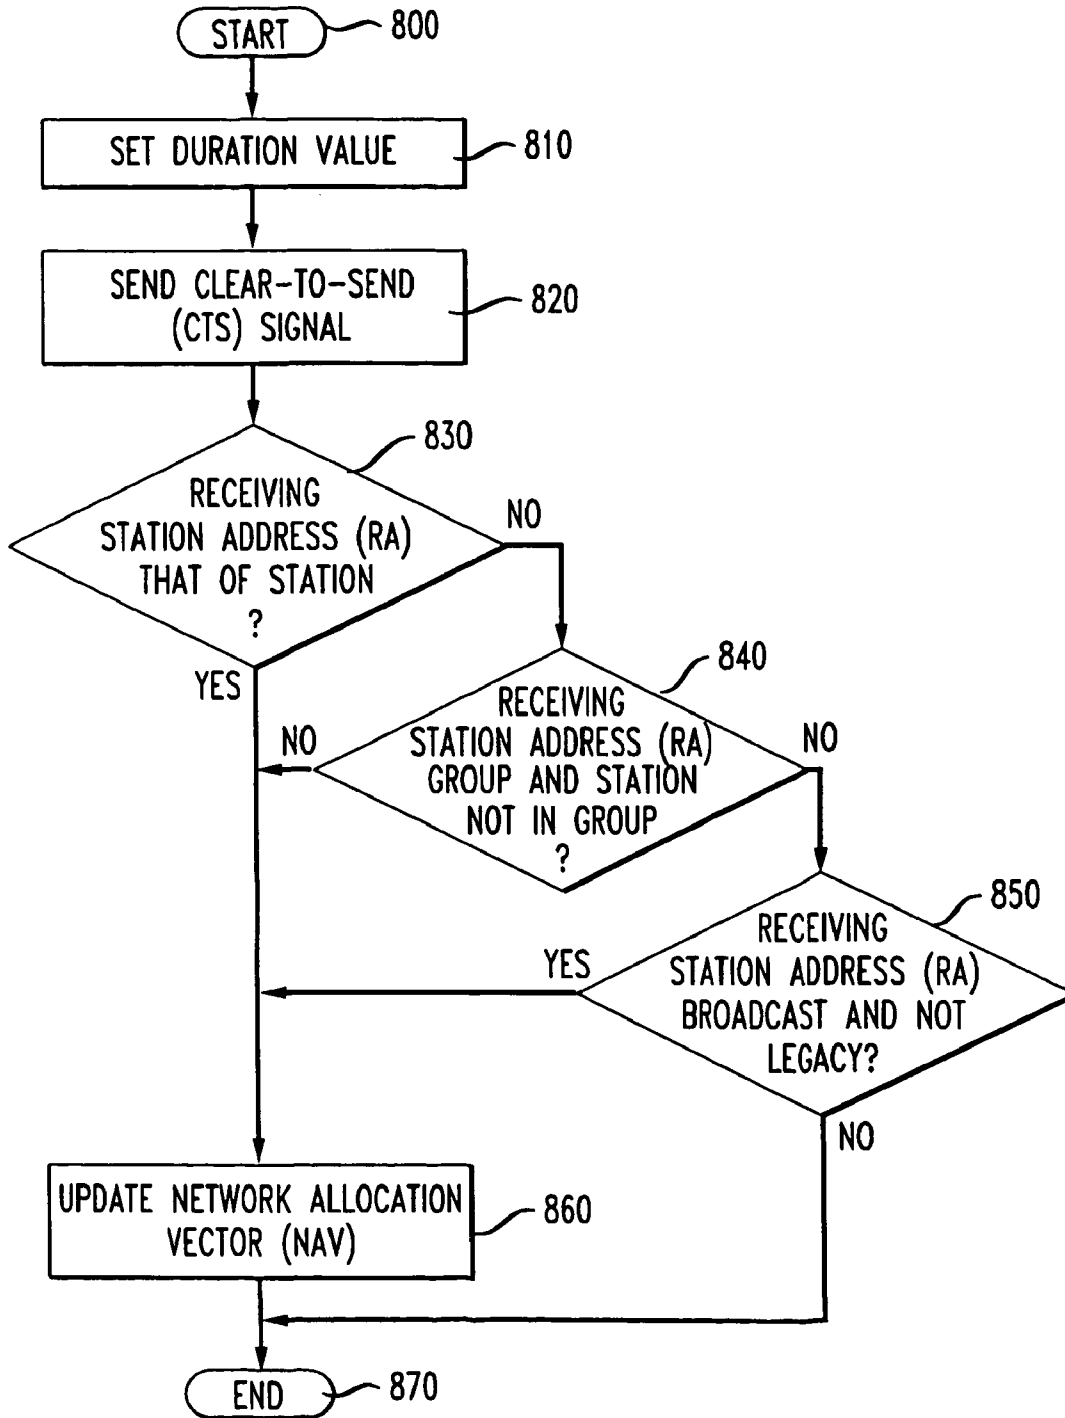 START
800
SET DURATION VALUE
810
SEND CLEAR-TO-SEND
(CTS) SIGNAL
820
830
RECEIVING
STATION ADDRESS (RA)
THAT OF STATION
?
NO
YES
840
RECEIVING
STATION ADDRESS (RA)
GROUP AND STATION
NOT IN GROUP
?
NO
NO
850
RECEIVING
STATION ADDRESS (RA)
BROADCAST AND NOT
LEGACY?
YES
NO
UPDATE NETWORK ALLOCATION
VECTOR (NAV)
860
END
870